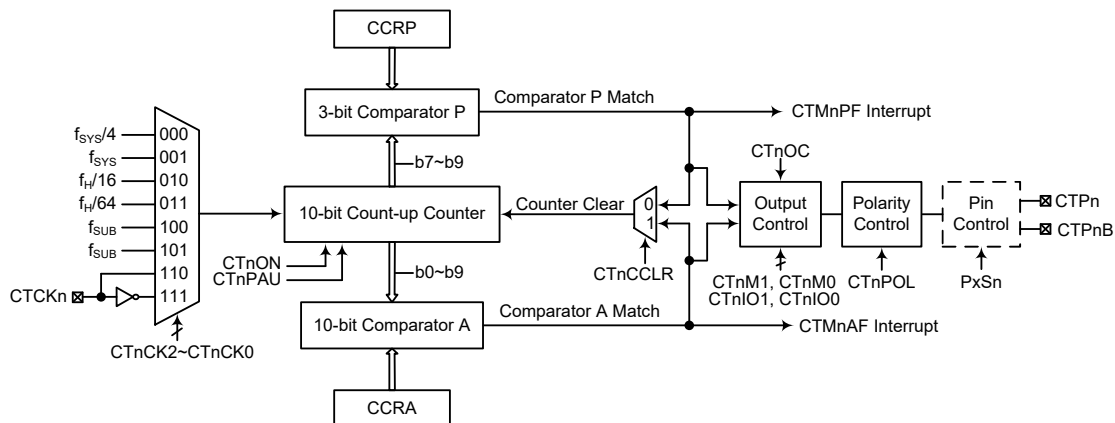 CCRP
3-bit Comparator P
Comparator P Match
CTMnPF Interrupt
b7~b9
fSYS/4
000
fSYS
001
fH/16
010
fH/64
011
fSUB
100
fSUB
101
110
111
CTCKn
CTnCK2~CTnCK0
10-bit Count-up Counter
CTnON
CTnPAU
Counter Clear
0
1
CTnCCLR
CTnOC
Output
Control
CTnM1, CTnM0
CTnIO1, CTnIO0
Polarity
Control
CTnPOL
Pin
Control
PxSn
CTPn
CTPnB
b0~b9
10-bit Comparator A
Comparator A Match
CTMnAF Interrupt
CCRA